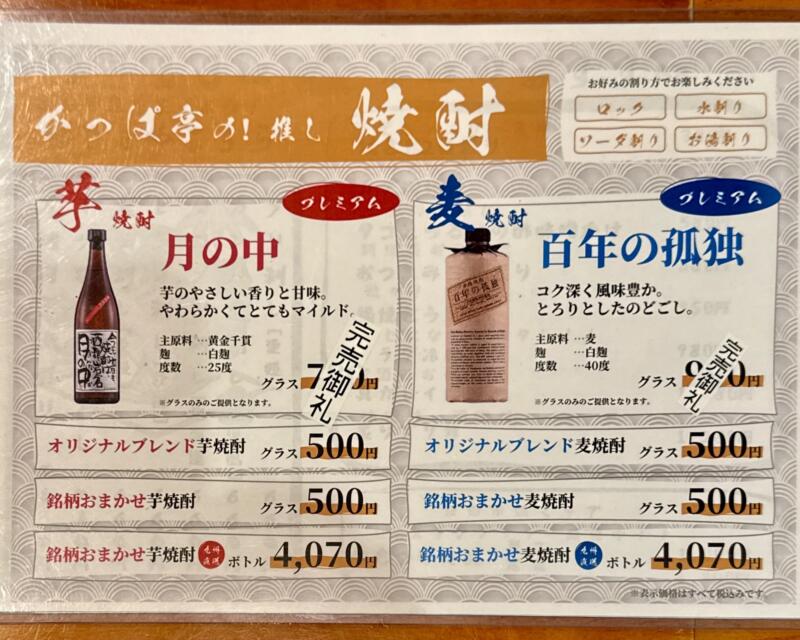 かっぱ亭の!推し 焼酎
お好みの割り方でお楽しみください
ロック 水割り
ソーダ割り お湯割り
芋焼酎
プレミアム
月の中
芋のやさしい香りと甘味。
やわらかくてとてもマイルド。
主原料…黄金千貫
麹…白麹
度数…25度
グラス 円
完売御礼
※グラスのみのご提供となります。
オリジナルブレンド芋焼酎 グラス500円
銘柄おまかせ芋焼酎 グラス500円
銘柄おまかせ芋焼酎 九州直送 ボトル4,070円
麦焼酎
プレミアム
百年の孤独
百年の孤独
コク深く風味豊か。
とろりとしたのどごし。
主原料…麦
麹…白麹
度数…40度
グラス 円
完売御礼
※グラスのみのご提供となります。
オリジナルブレンド麦焼酎 グラス500円
銘柄おまかせ麦焼酎 グラス500円
銘柄おまかせ麦焼酎 九州直送 ボトル4,070円
※表示価格はすべて税込みです